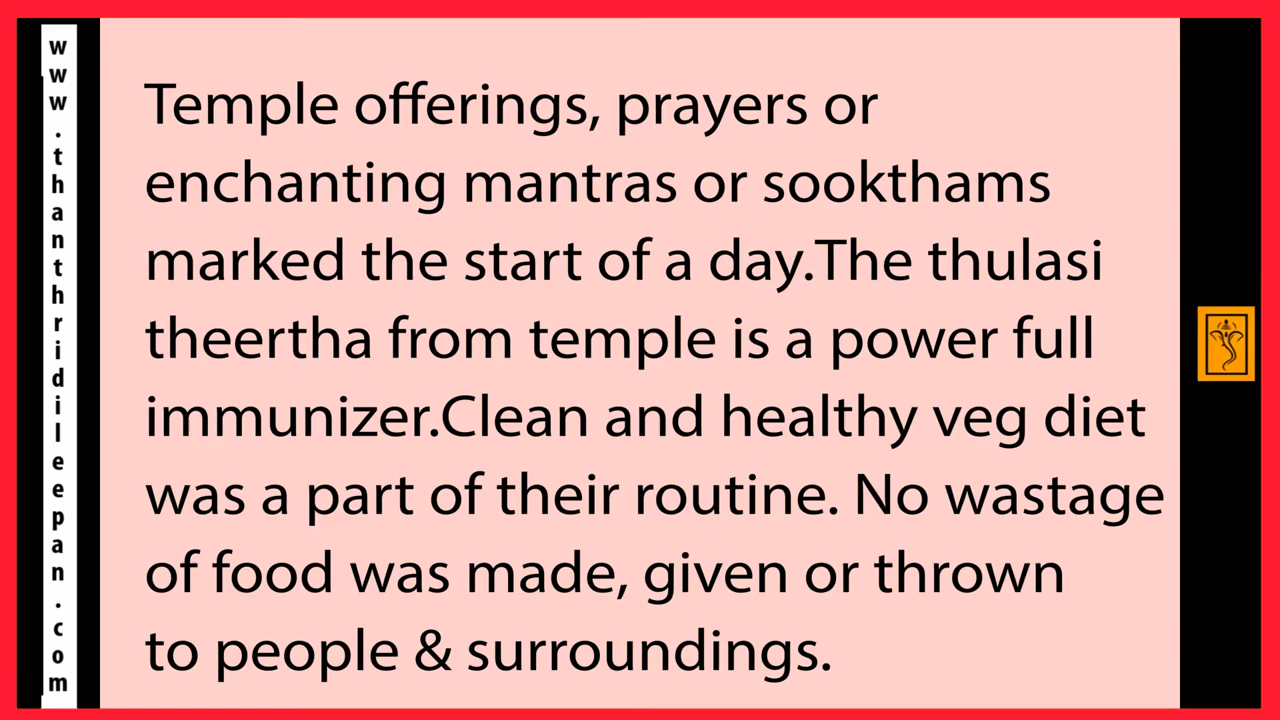 www.thanthridileepan.com
Temple offerings, prayers or
enchanting mantras or sookthams
marked the start of a day.The thulasi
theertha from temple is a power full
immunizer.Clean and healthy veg diet
was a part of their routine. No wastage
of food was made, given or thrown
to people & surroundings.